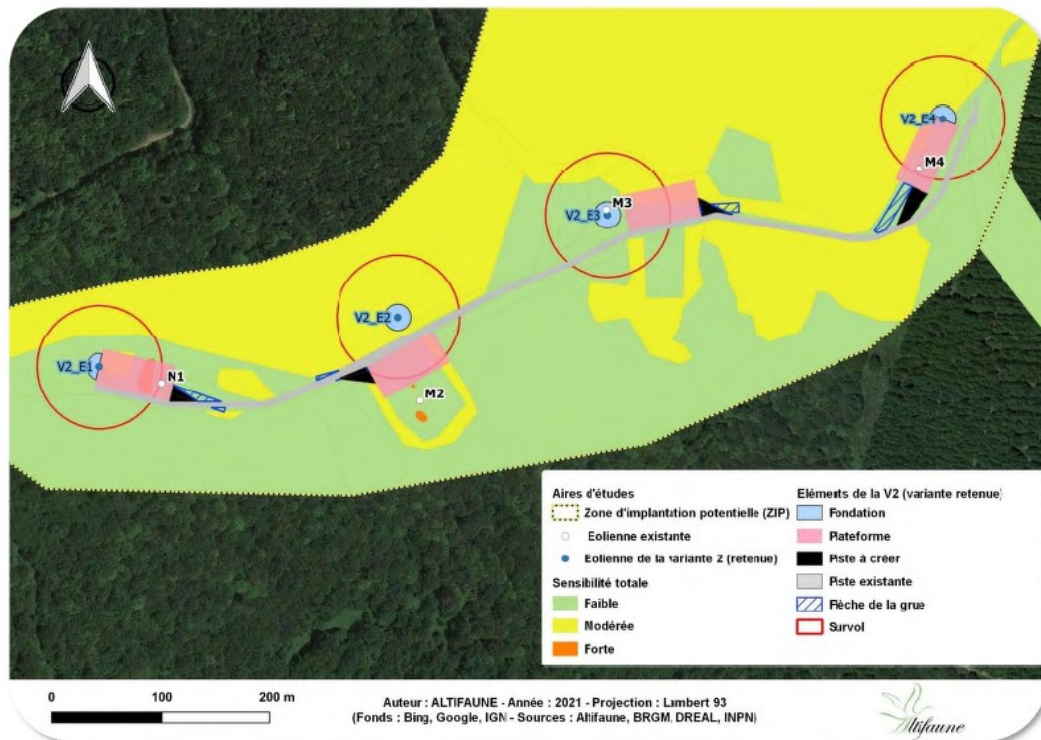 V2_E4
M4
M3
V2_E3
V2_E2
V2_E1
N1
M2
Aires d'études
Zone d'implantation potentielle (ZIP)
Eolienne existante
Eolienne de la variante 2 (retenue)
Sensibilité totale
Faible
Nodérée
Forte
Eléments de la V2 (variante retenue)
Fondation
Plateforme
Piste à créer
Piste existante
Flèche de la grue
Survol
0 100 200 m
Auteur : ALTIFAUNE - Année : 2021 - Projection : Lambert 93
(Fonds : Bing, Google, IGN - Sources : Altifaune, BRGM, DREAL, INPN)
Altifaune